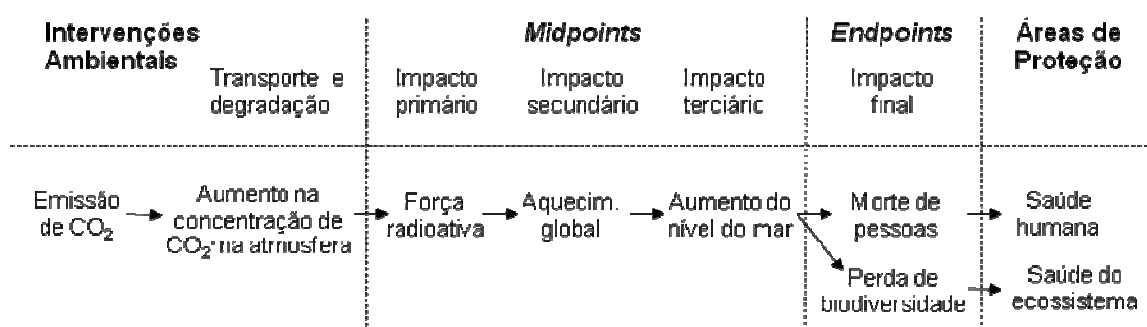 Intervenções
Ambientais
Transporte e
degradação
Midpoints
Impacto
primário
Impacto
secundário
Impacto
terciáric
Endpoints
Impacto
final
Áreas de
Proteção
Emissão
de CO₂
Aumento na
concentração de
CO₂ na atmosfera
Força
radioativa
Aquecim.
global
Aumento do
nível do mar
Morte de
pessoas
Saúde
humana
Perda de
biodiversidade
Saúde do
ecossistema